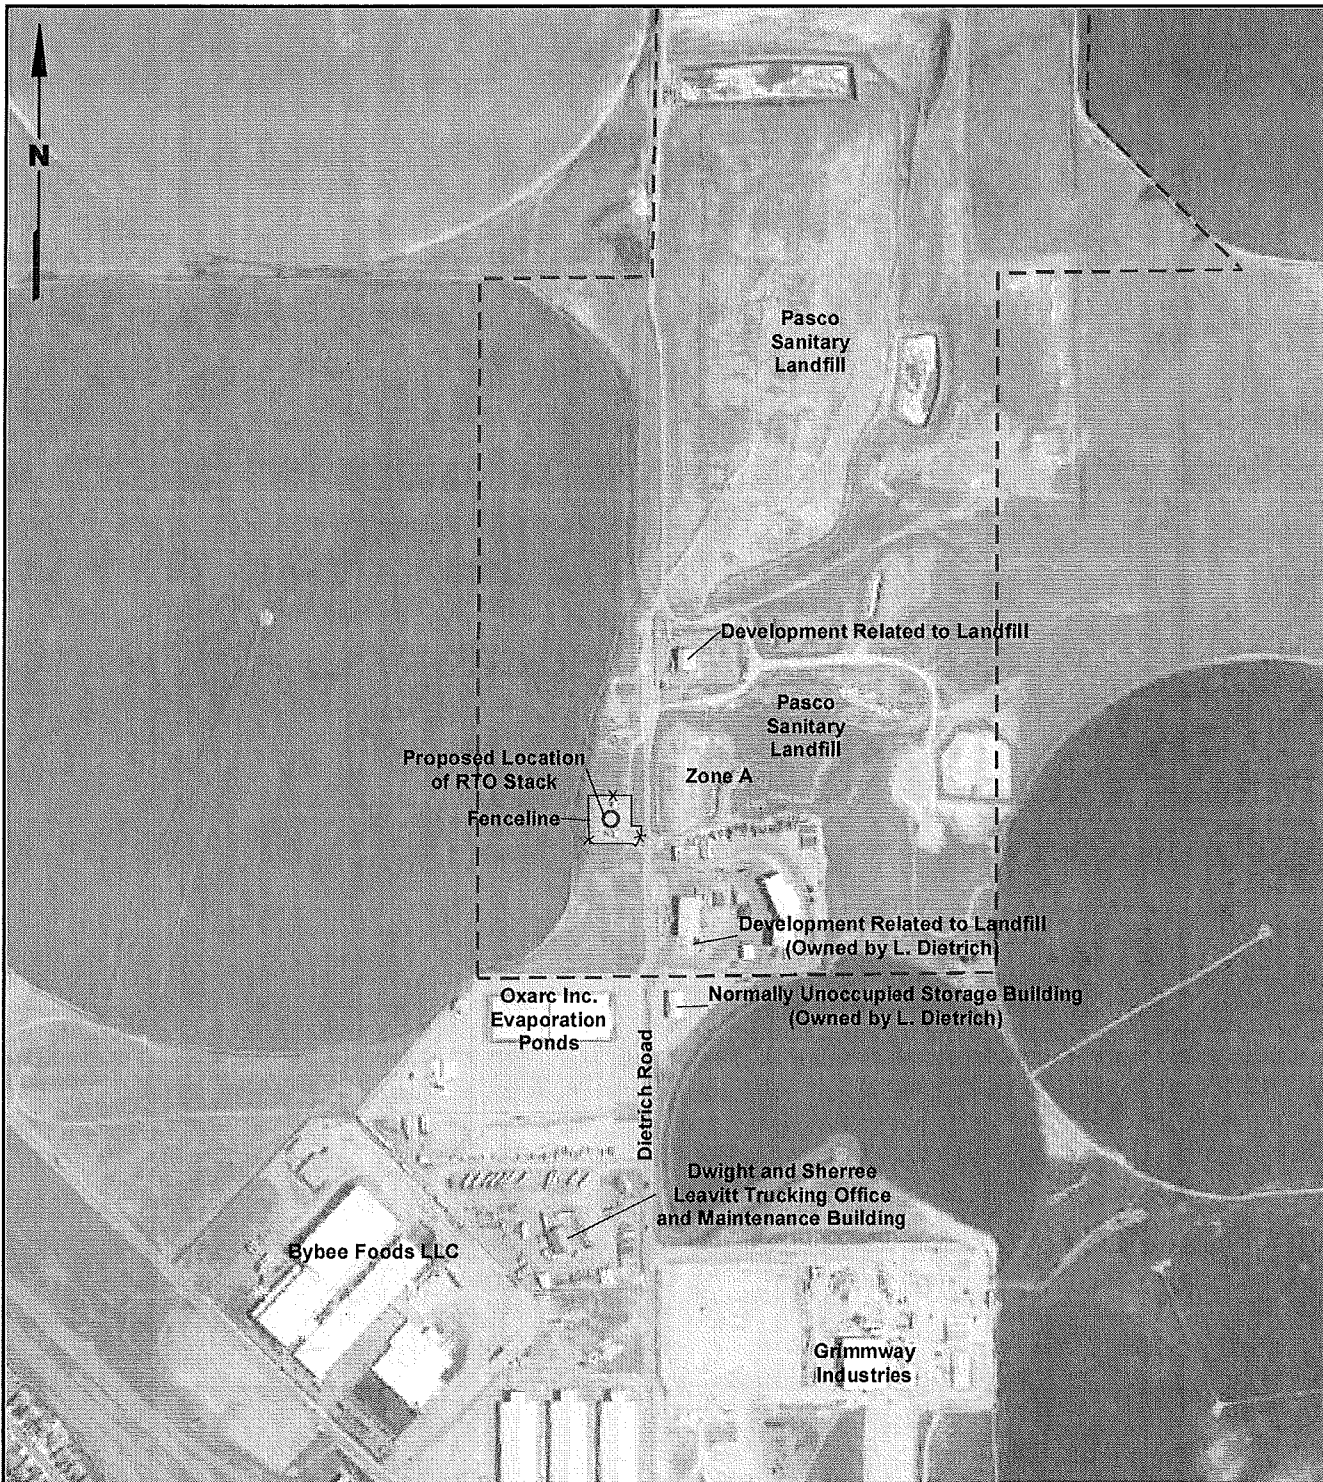 N
Pasco
Sanitary
Landfill
Development Related to Landfill
Pasco
Sanitary
Landfill
Proposed Location
of RTO Stack
Zone A
Fenceline
Development Related to Landfill
(Owned by L. Dietrich)
Oxarc Inc.
Evaporation
Ponds
Normally Unoccupied Storage Building
(Owned by L. Dietrich)
Dietrich Road
Dwight and Sherree
Leavitt Trucking Office
and Maintenance Building
Bybee Foods LLC
Grimmway
Industries